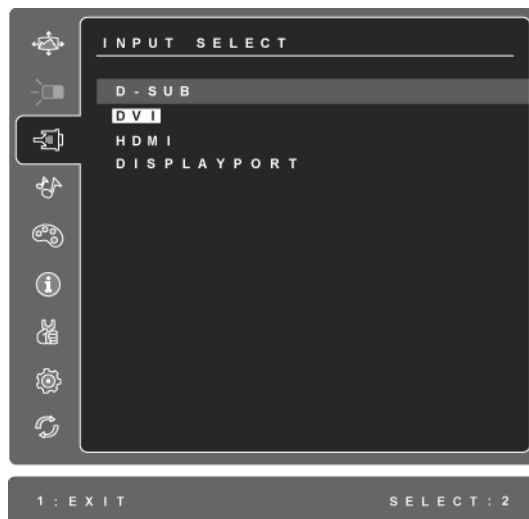 INPUT SELECT
D-SUB
DVI
HDMI
DISPLAYPORT
1:EXIT SELECT:2